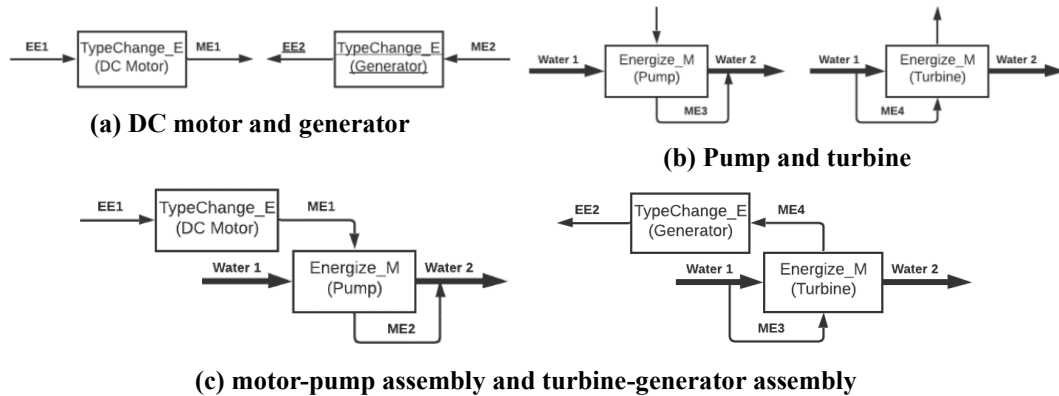 EE1
TypeChange_E
(DC Motor)
ME1
EE2
TypeChange_E
(Generator)
ME2
(a) DC motor and generator
Water 1
Energize_M
(Pump)
Water 2
ME3
Water 1
Energize_M
(Turbine)
Water 2
ME4
(b) Pump and turbine
EE1
TypeChange_E
(DC Motor)
ME1
Water 1
Energize_M
(Pump)
Water 2
ME2
EE2
TypeChange_E
(Generator)
ME4
Water 1
Energize_M
(Turbine)
Water 2
ME3
(c) motor-pump assembly and turbine-generator assembly